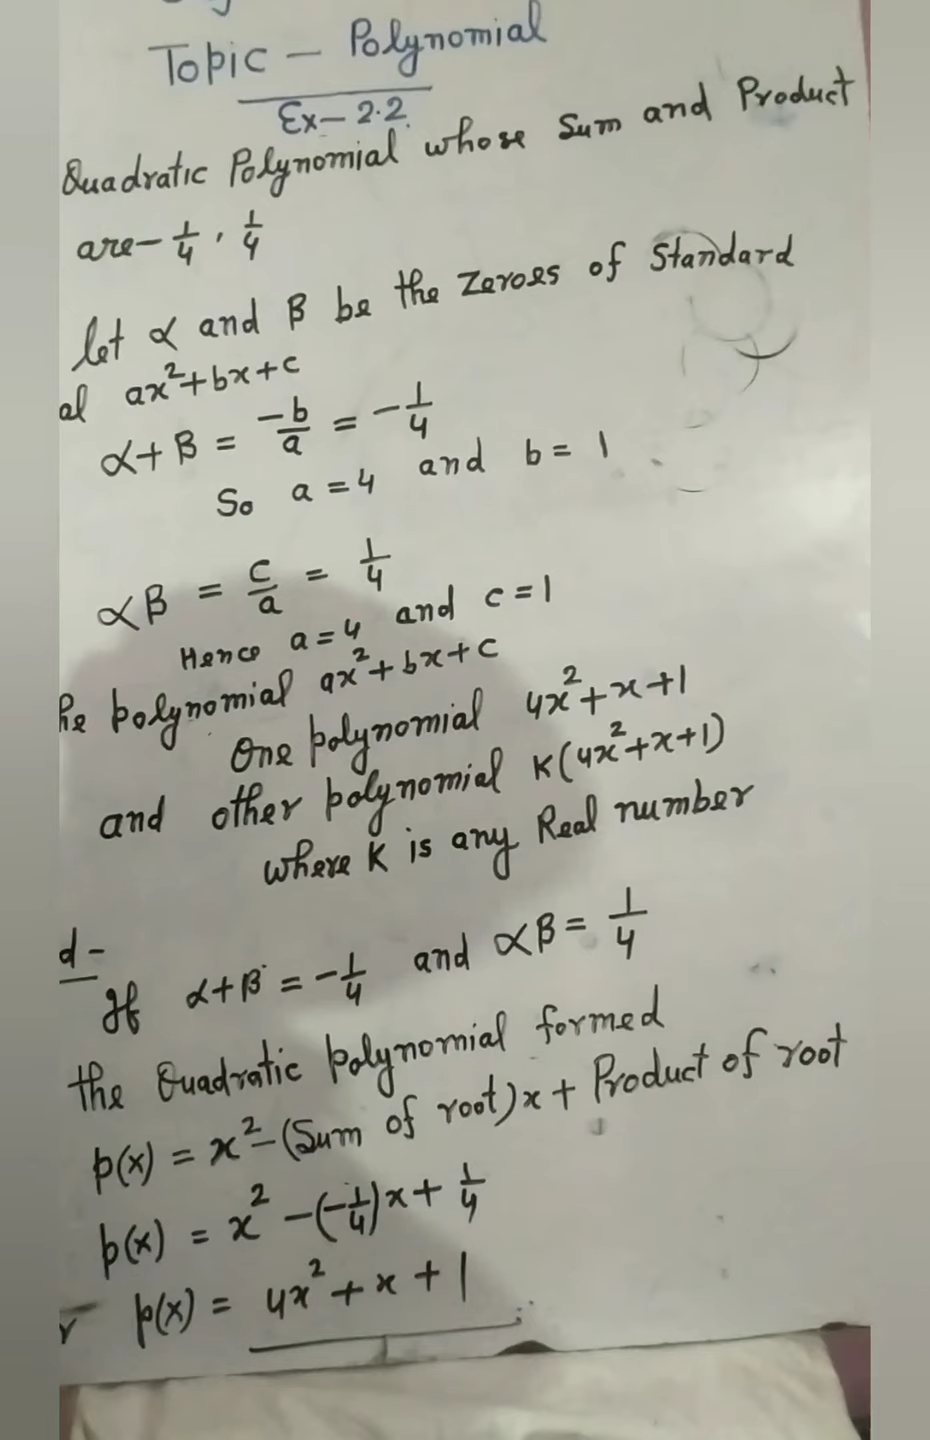 Topic - Polynomial
Ex- 2.2.
Quadratic Polynomial whose Sum and Product
are - 1/4, 1/4
let α and β be the zeroes of Standard
al ax²+bx+c
α+β = -b/a = -1/4
So a=4 and b=1
αβ = c/a = 1/4
Hence a=4 and c=1
he polynomial ax²+bx+c
One polynomial 4x²+x+1
and other polynomial K(4x²+x+1)
where K is any Real number
d-
If α+β = -1/4 and αβ = 1/4
the Quadratic polynomial formed
p(x) = x²-(Sum of root)x + Product of root
p(x) = x² -(-1/4)x + 1/4
r p(x) = 4x² + x + 1